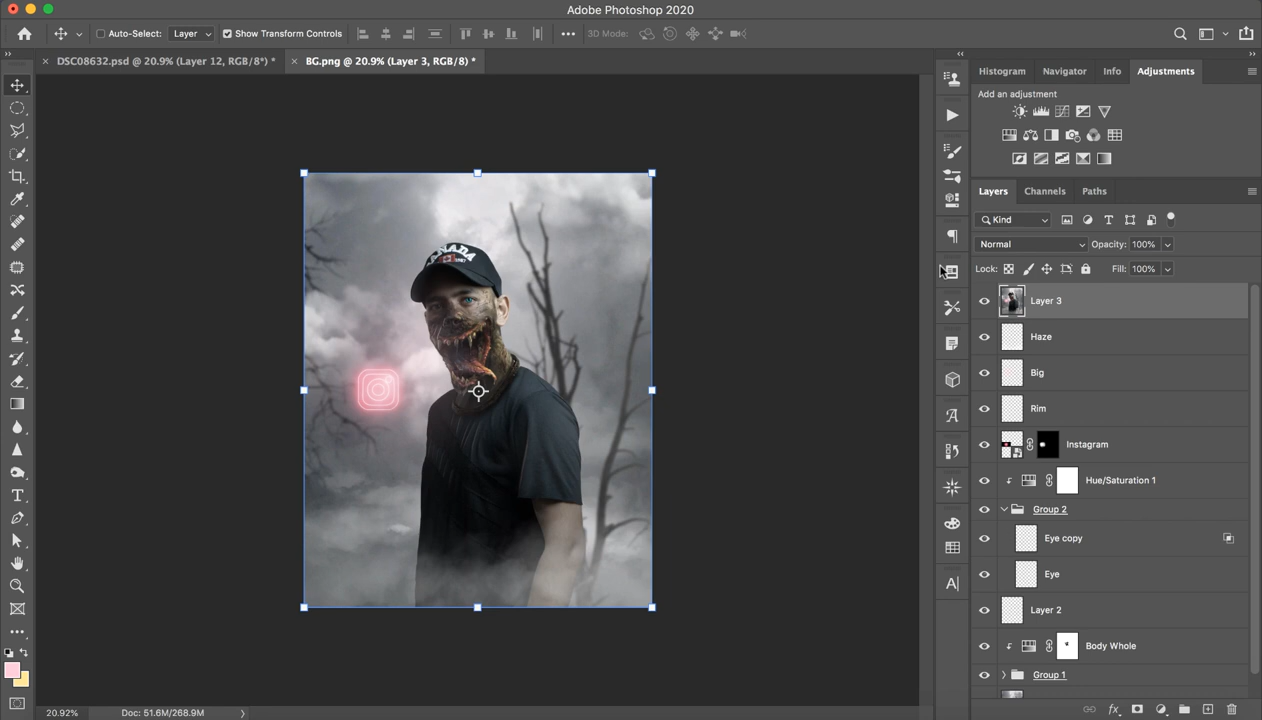 Adobe Photoshop 2020
Auto-Select: Layer Show Transform Controls 3D Mode:
DSC08632.psd @ 20.9% (Layer 12, RGB/8*) * BG.png @ 20.9% (Layer 3, RGB/8) *
Histogram Navigator Info Adjustments
Add an adjustment
Layers Channels Paths
Kind
Normal Opacity: 100%
Lock: Fill: 100%
Layer 3
Haze
Big
Rim
Instagram
Hue/Saturation 1
Group 2
Eye copy
Eye
Layer 2
Body Whole
Group 1
CANADA
20.92% Doc: 51.6M/268.9M